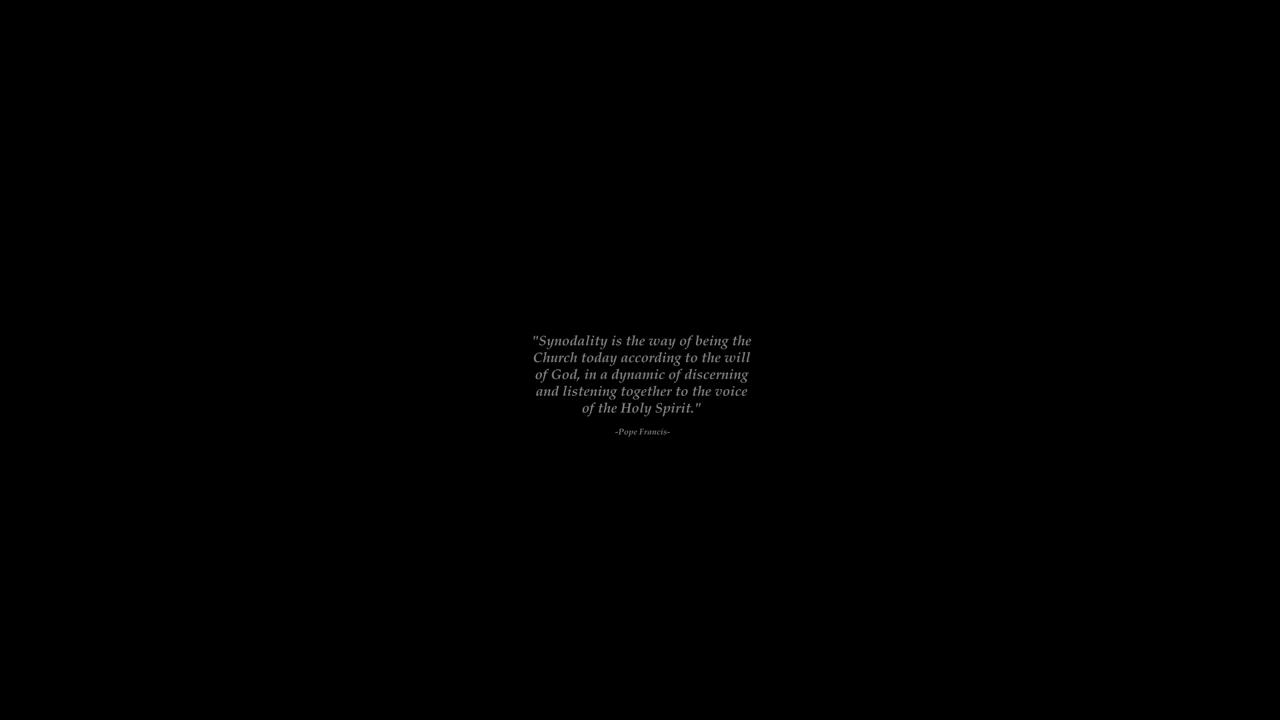 "Synodality is the way of being the
Church today according to the will
of God, in a dynamic of discerning
and listening together to the voice
of the Holy Spirit."
-Pope Francis-